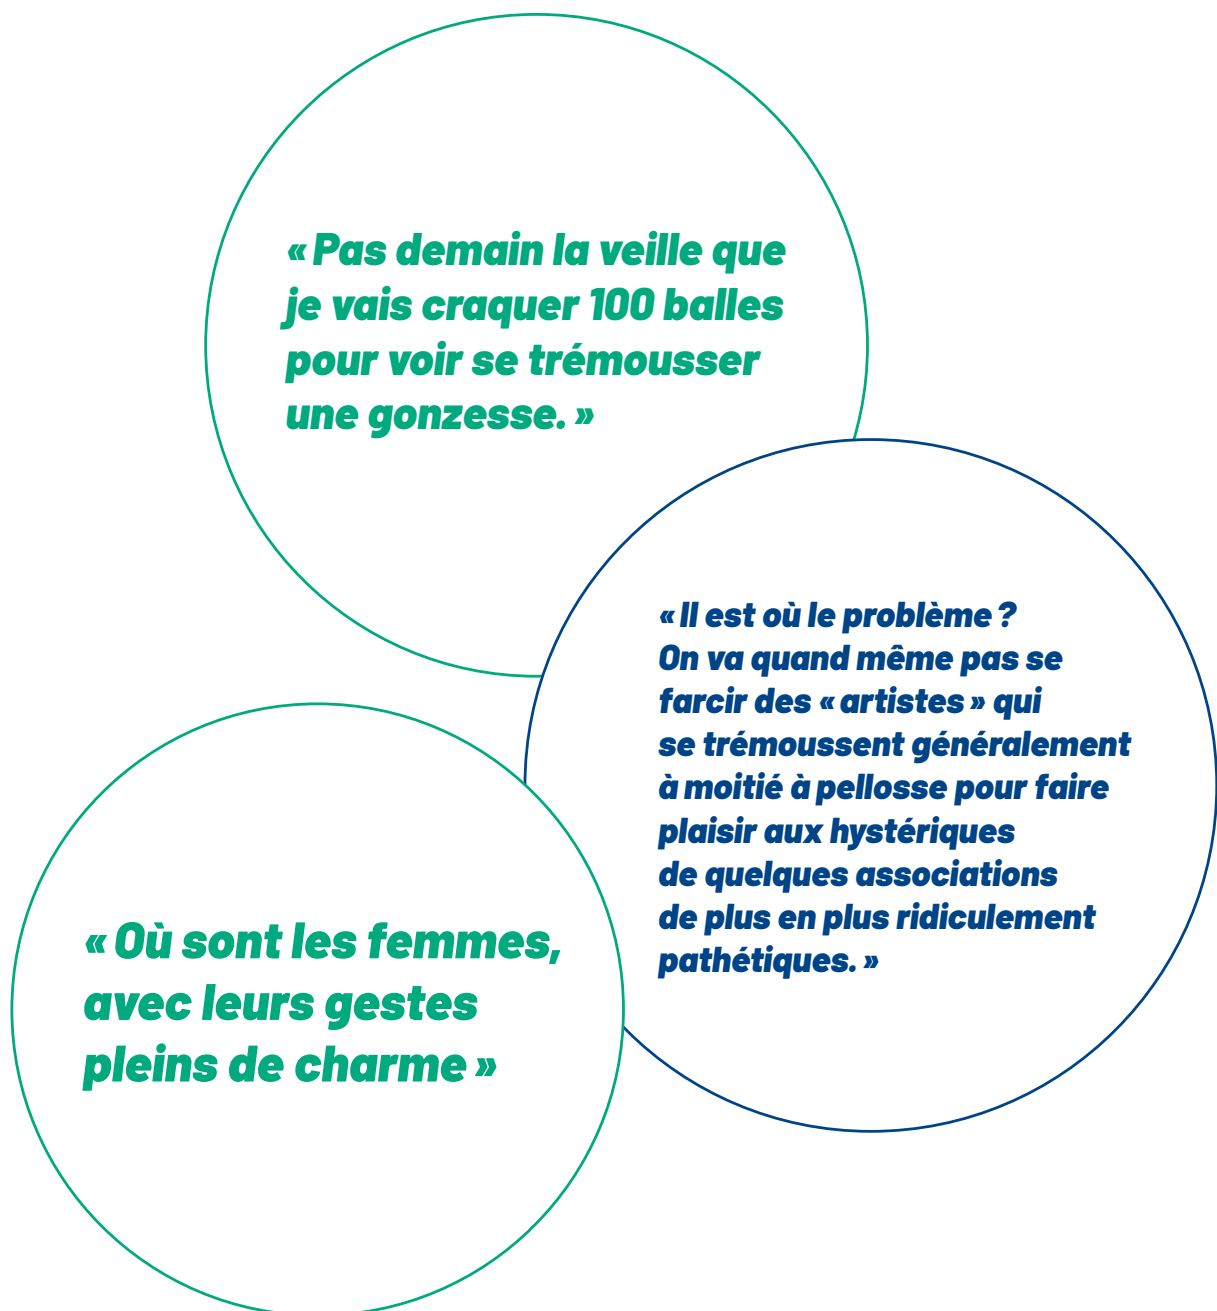 « Pas demain la veille que
je vais craquer 100 balles
pour voir se trémousser
une gonzesse. »
« Il est où le problème ?
On va quand même pas se
farcir des « artistes » qui
se trémoussent généralement
à moitié à pellosse pour faire
plaisir aux hystériques
de quelques associations
de plus en plus ridiculement
pathétiques. »
« Où sont les femmes,
avec leurs gestes
pleins de charme »